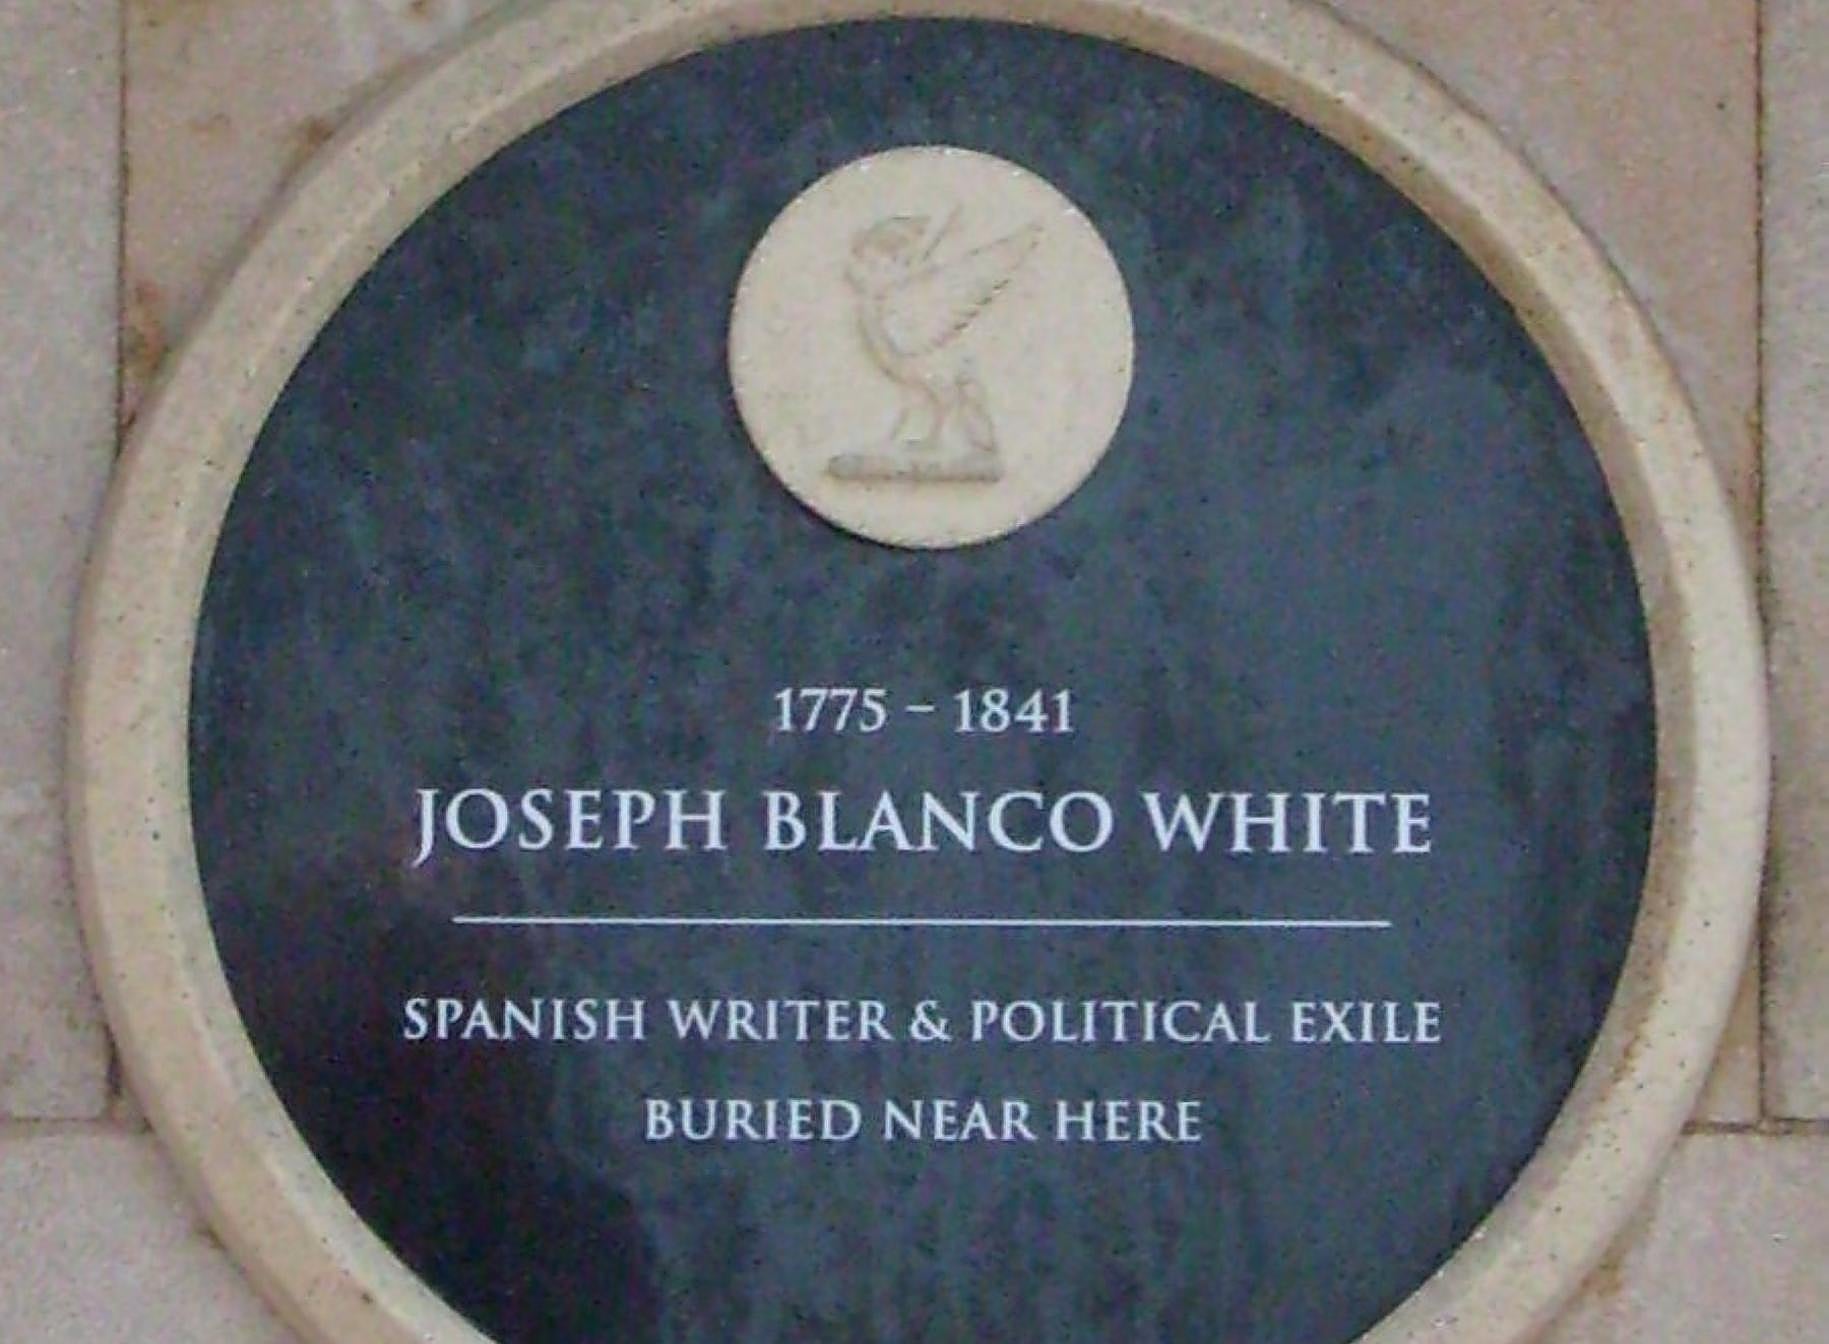 1775 – 1841
JOSEPH BLANCO WHITE
SPANISH WRITER & POLITICAL EXILE
BURIED NEAR HERE